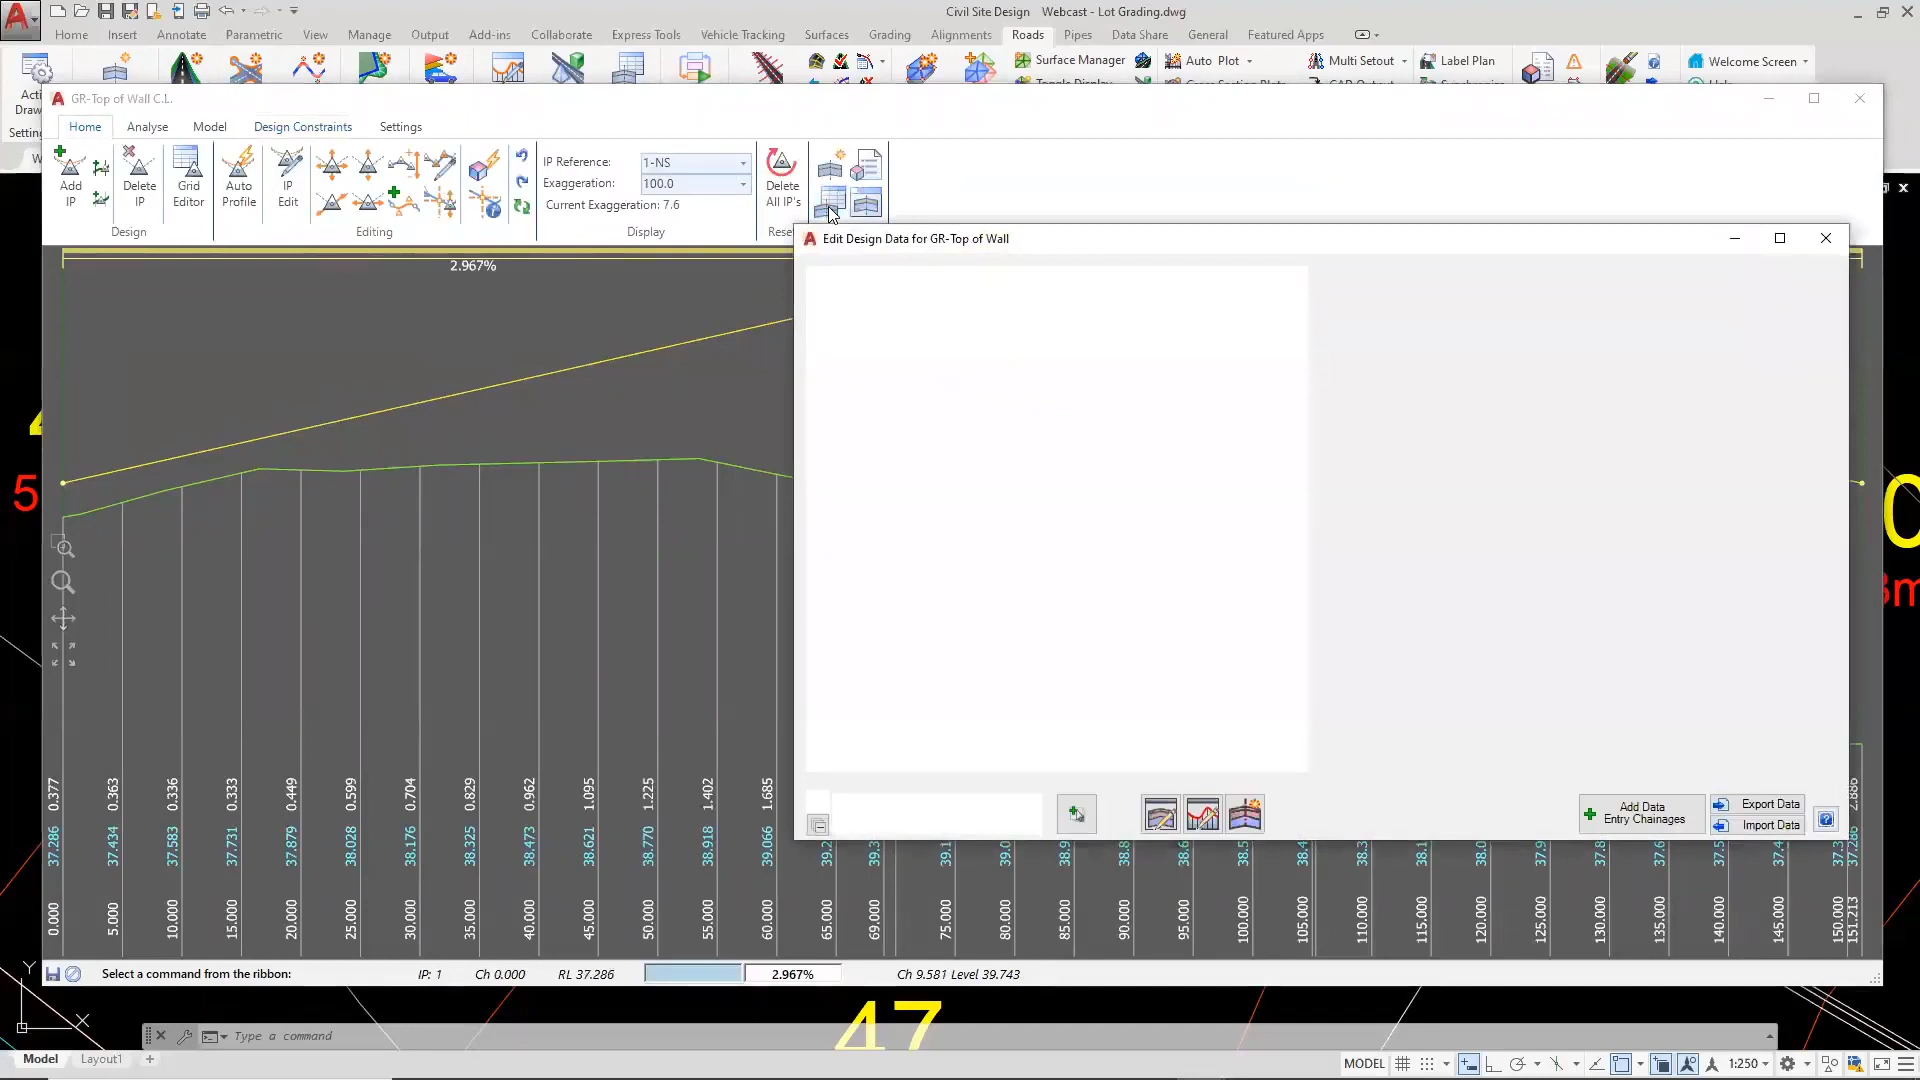 Civil Site Design    Webcast - Lot Grading.dwg
Home Insert Annotate Parametric View Manage Output Add-ins Collaborate Express Tools Vehicle Tracking Surfaces Grading Alignments Roads Pipes Data Share General Featured Apps
Surface Manager Auto Plot Multi Setout Label Plan Welcome Screen
GR-Top of Wall C.L.
Home Analyse Model Design Constraints Settings
Add IP
Delete IP
Grid Editor
Auto Profile
IP Edit
IP Reference: 1-NS
Exaggeration: 100.0
Current Exaggeration: 7.6
Delete All IP's
Design Editing Display
Edit Design Data for GR-Top of Wall
2.967%
5
0.377 0.363 0.336 0.333 0.449 0.599 0.704 0.829 0.962 1.095 1.225 1.402 1.685 2.886
37.286 37.434 37.583 37.731 37.879 38.028 38.176 38.325 38.473 38.621 38.770 38.918 39.066 37.286
0.000 5.000 10.000 15.000 20.000 25.000 30.000 35.000 40.000 45.000 50.000 55.000 60.000 65.000 69.000 75.000 80.000 85.000 90.000 95.000 100.000 105.000 110.000 115.000 120.000 125.000 130.000 135.000 140.000 145.000 150.000 151.213
Add Data Entry Chainages
Export Data
Import Data
Select a command from the ribbon: IP: 1 Ch 0.000 RL 37.286 2.967% Ch 9.581 Level 39.743
47
Y
X
Type a command
Model Layout1 +
MODEL 1:250